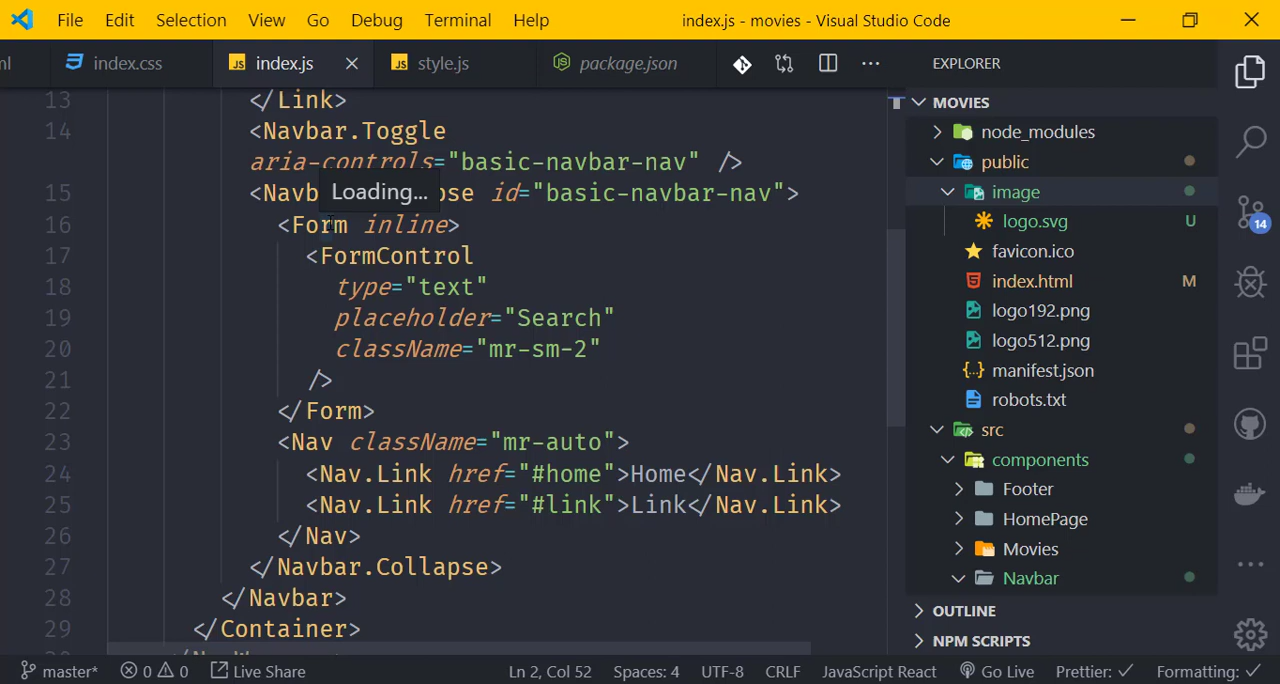 File Edit Selection View Go Debug Terminal Help index.js - movies - Visual Studio Code
ml index.css JS index.js JS style.js package.json EXPLORER
13 </Link>
14 <Navbar.Toggle
aria-controls="basic-navbar-nav" />
15 <Navb Loading... pse id="basic-navbar-nav">
16 <Form inline>
17 <FormControl
18 type="text"
19 placeholder="Search"
20 className="mr-sm-2"
21 />
22 </Form>
23 <Nav className="mr-auto">
24 <Nav.Link href="#home">Home</Nav.Link>
25 <Nav.Link href="#link">Link</Nav.Link>
26 </Nav>
27 </Navbar.Collapse>
28 </Navbar>
29 </Container>
MOVIES
node_modules
public
image
logo.svg U
favicon.ico
index.html M
logo192.png
logo512.png
manifest.json
robots.txt
src
components
Footer
HomePage
Movies
Navbar
OUTLINE
NPM SCRIPTS
14
master* 0 0 Live Share Ln 2, Col 52 Spaces: 4 UTF-8 CRLF JavaScript React Go Live Prettier: ✓ Formatting: ✓